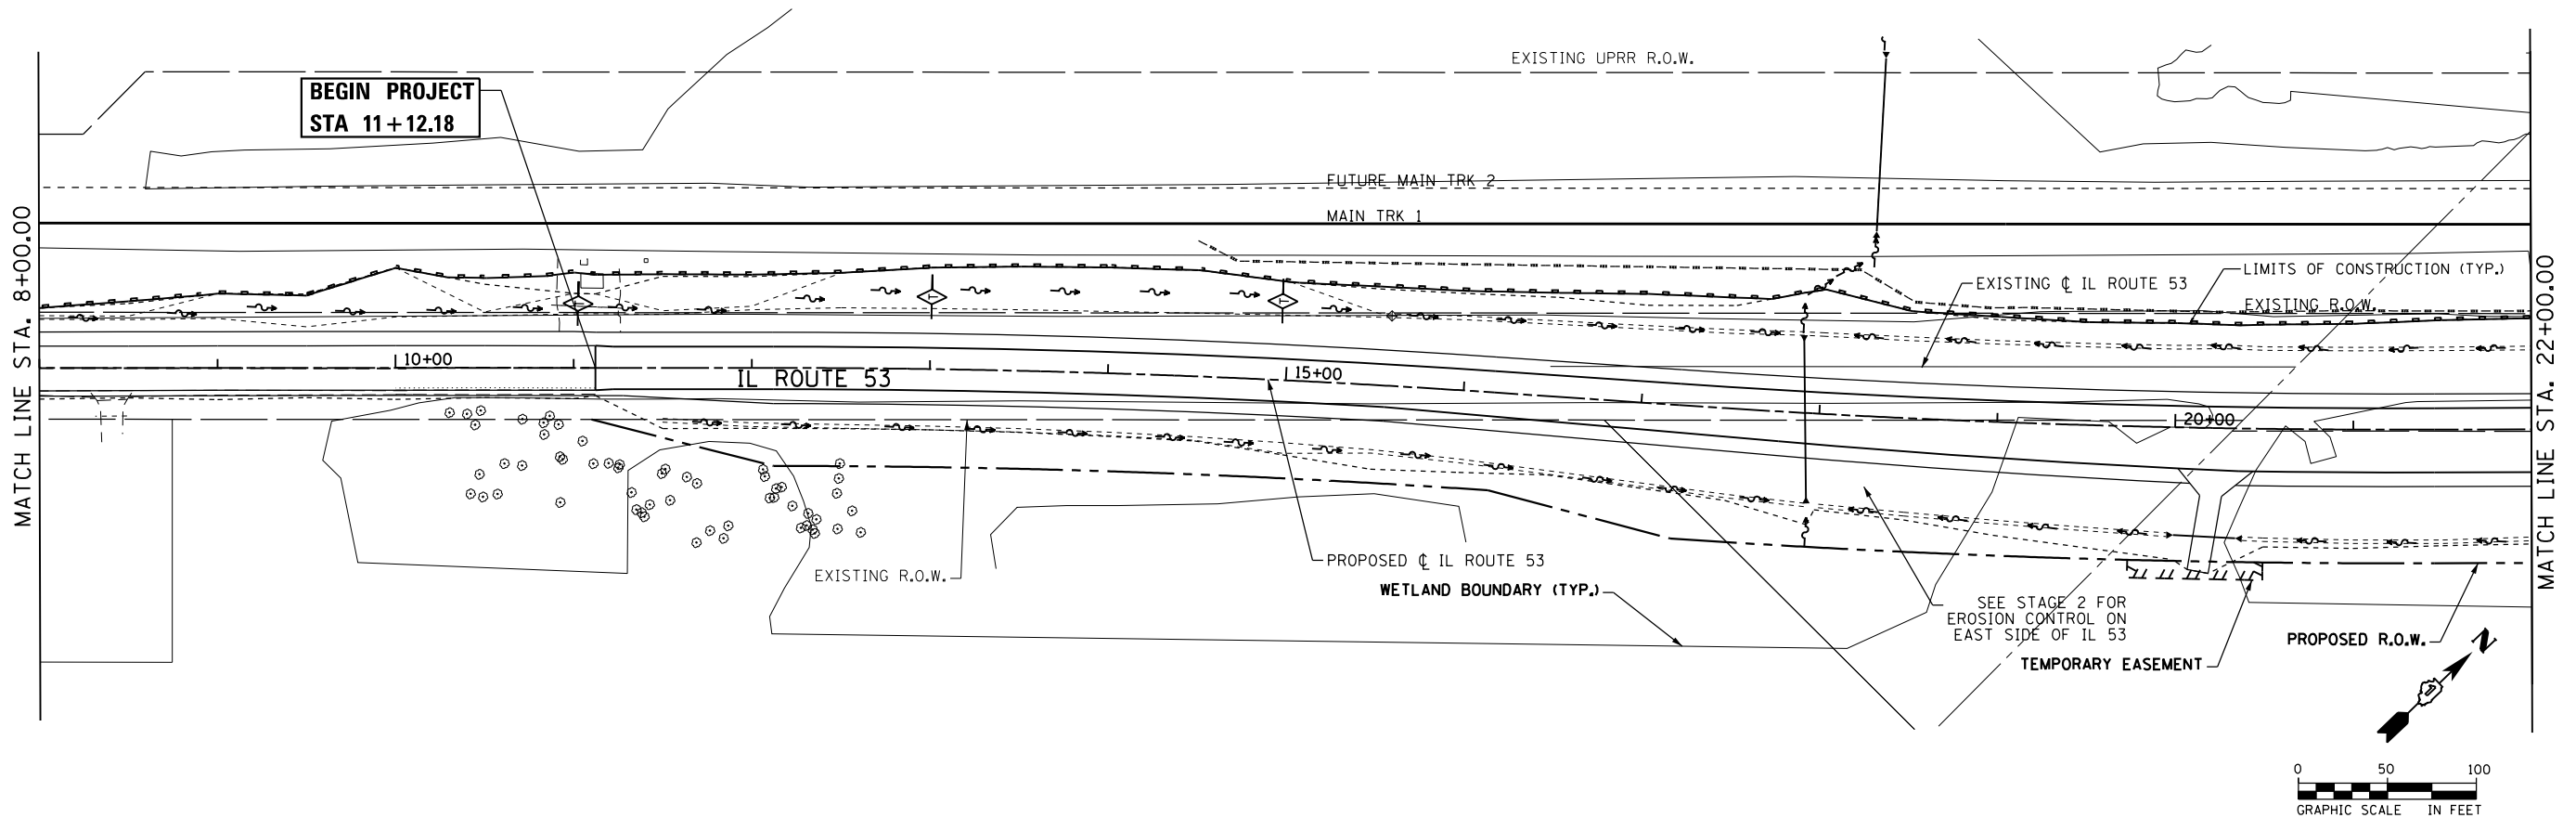 EXISTING UPRR R.O.W.
BEGIN PROJECT
STA 11+12.18
FUTURE MAIN TRK 2
MAIN TRK 1
MATCH LINE STA. 8+00.00
MATCH LINE STA. 22+00.00
LIMITS OF CONSTRUCTION (TYP.)
EXISTING ℄ IL ROUTE 53
EXISTING R.O.W.
10+00
IL ROUTE 53
15+00
20+00
T
T
T
PROPOSED ℄ IL ROUTE 53
EXISTING R.O.W.
WETLAND BOUNDARY (TYP.)
SEE STAGE 2 FOR
EROSION CONTROL ON
EAST SIDE OF IL 53
PROPOSED R.O.W.
TEMPORARY EASEMENT
N
0 50 100
GRAPHIC SCALE IN FEET